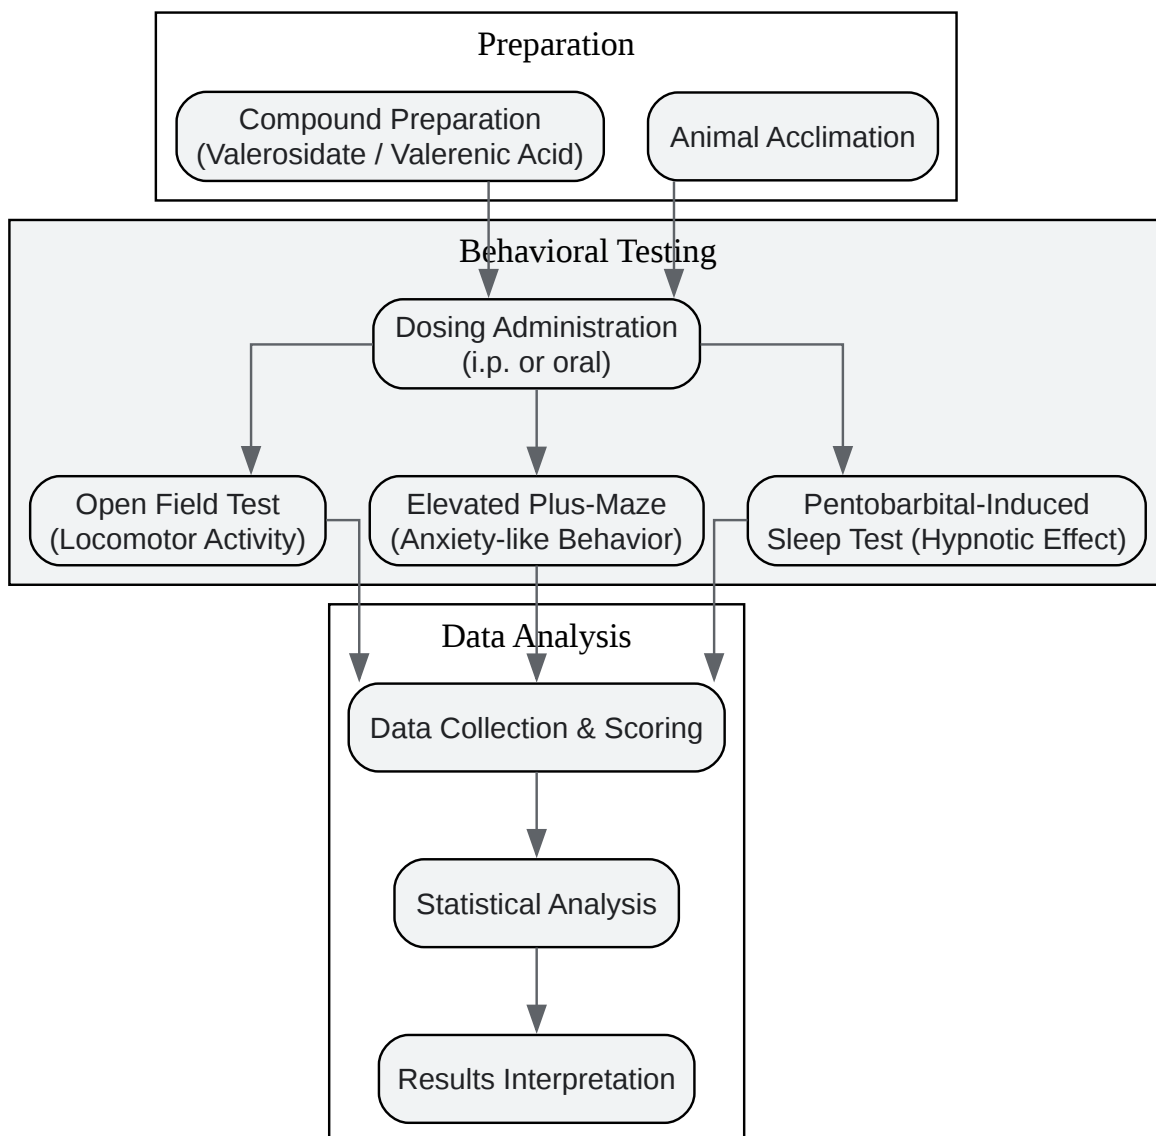 Preparation
Compound Preparation
(Valerosidate / Valerenic Acid)
Animal Acclimation
Behavioral Testing
Dosing Administration
(i.p. or oral)
Open Field Test
(Locomotor Activity)
Elevated Plus-Maze
(Anxiety-like Behavior)
Pentobarbital-Induced
Sleep Test (Hypnotic Effect)
Data Analysis
Data Collection & Scoring
Statistical Analysis
Results Interpretation